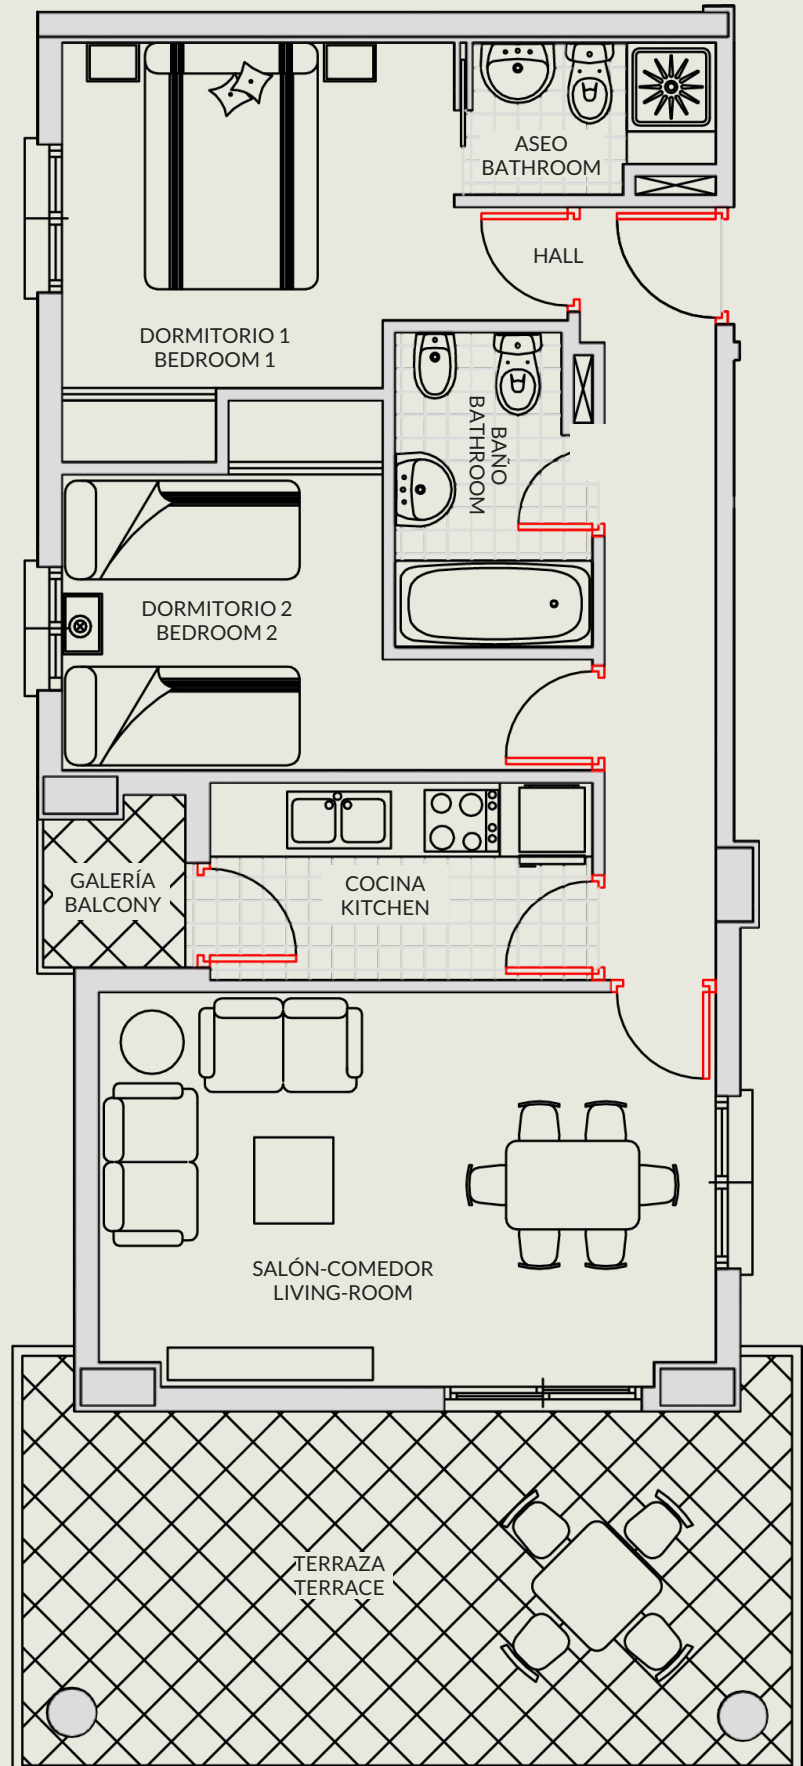 ASEO
BATHROOM
HALL
DORMITORIO 1
BEDROOM 1
BAÑO
BATHROOM
DORMITORIO 2
BEDROOM 2
GALERÍA
BALCONY
COCINA
KITCHEN
SALÓN-COMEDOR
LIVING-ROOM
TERRAZA
TERRACE